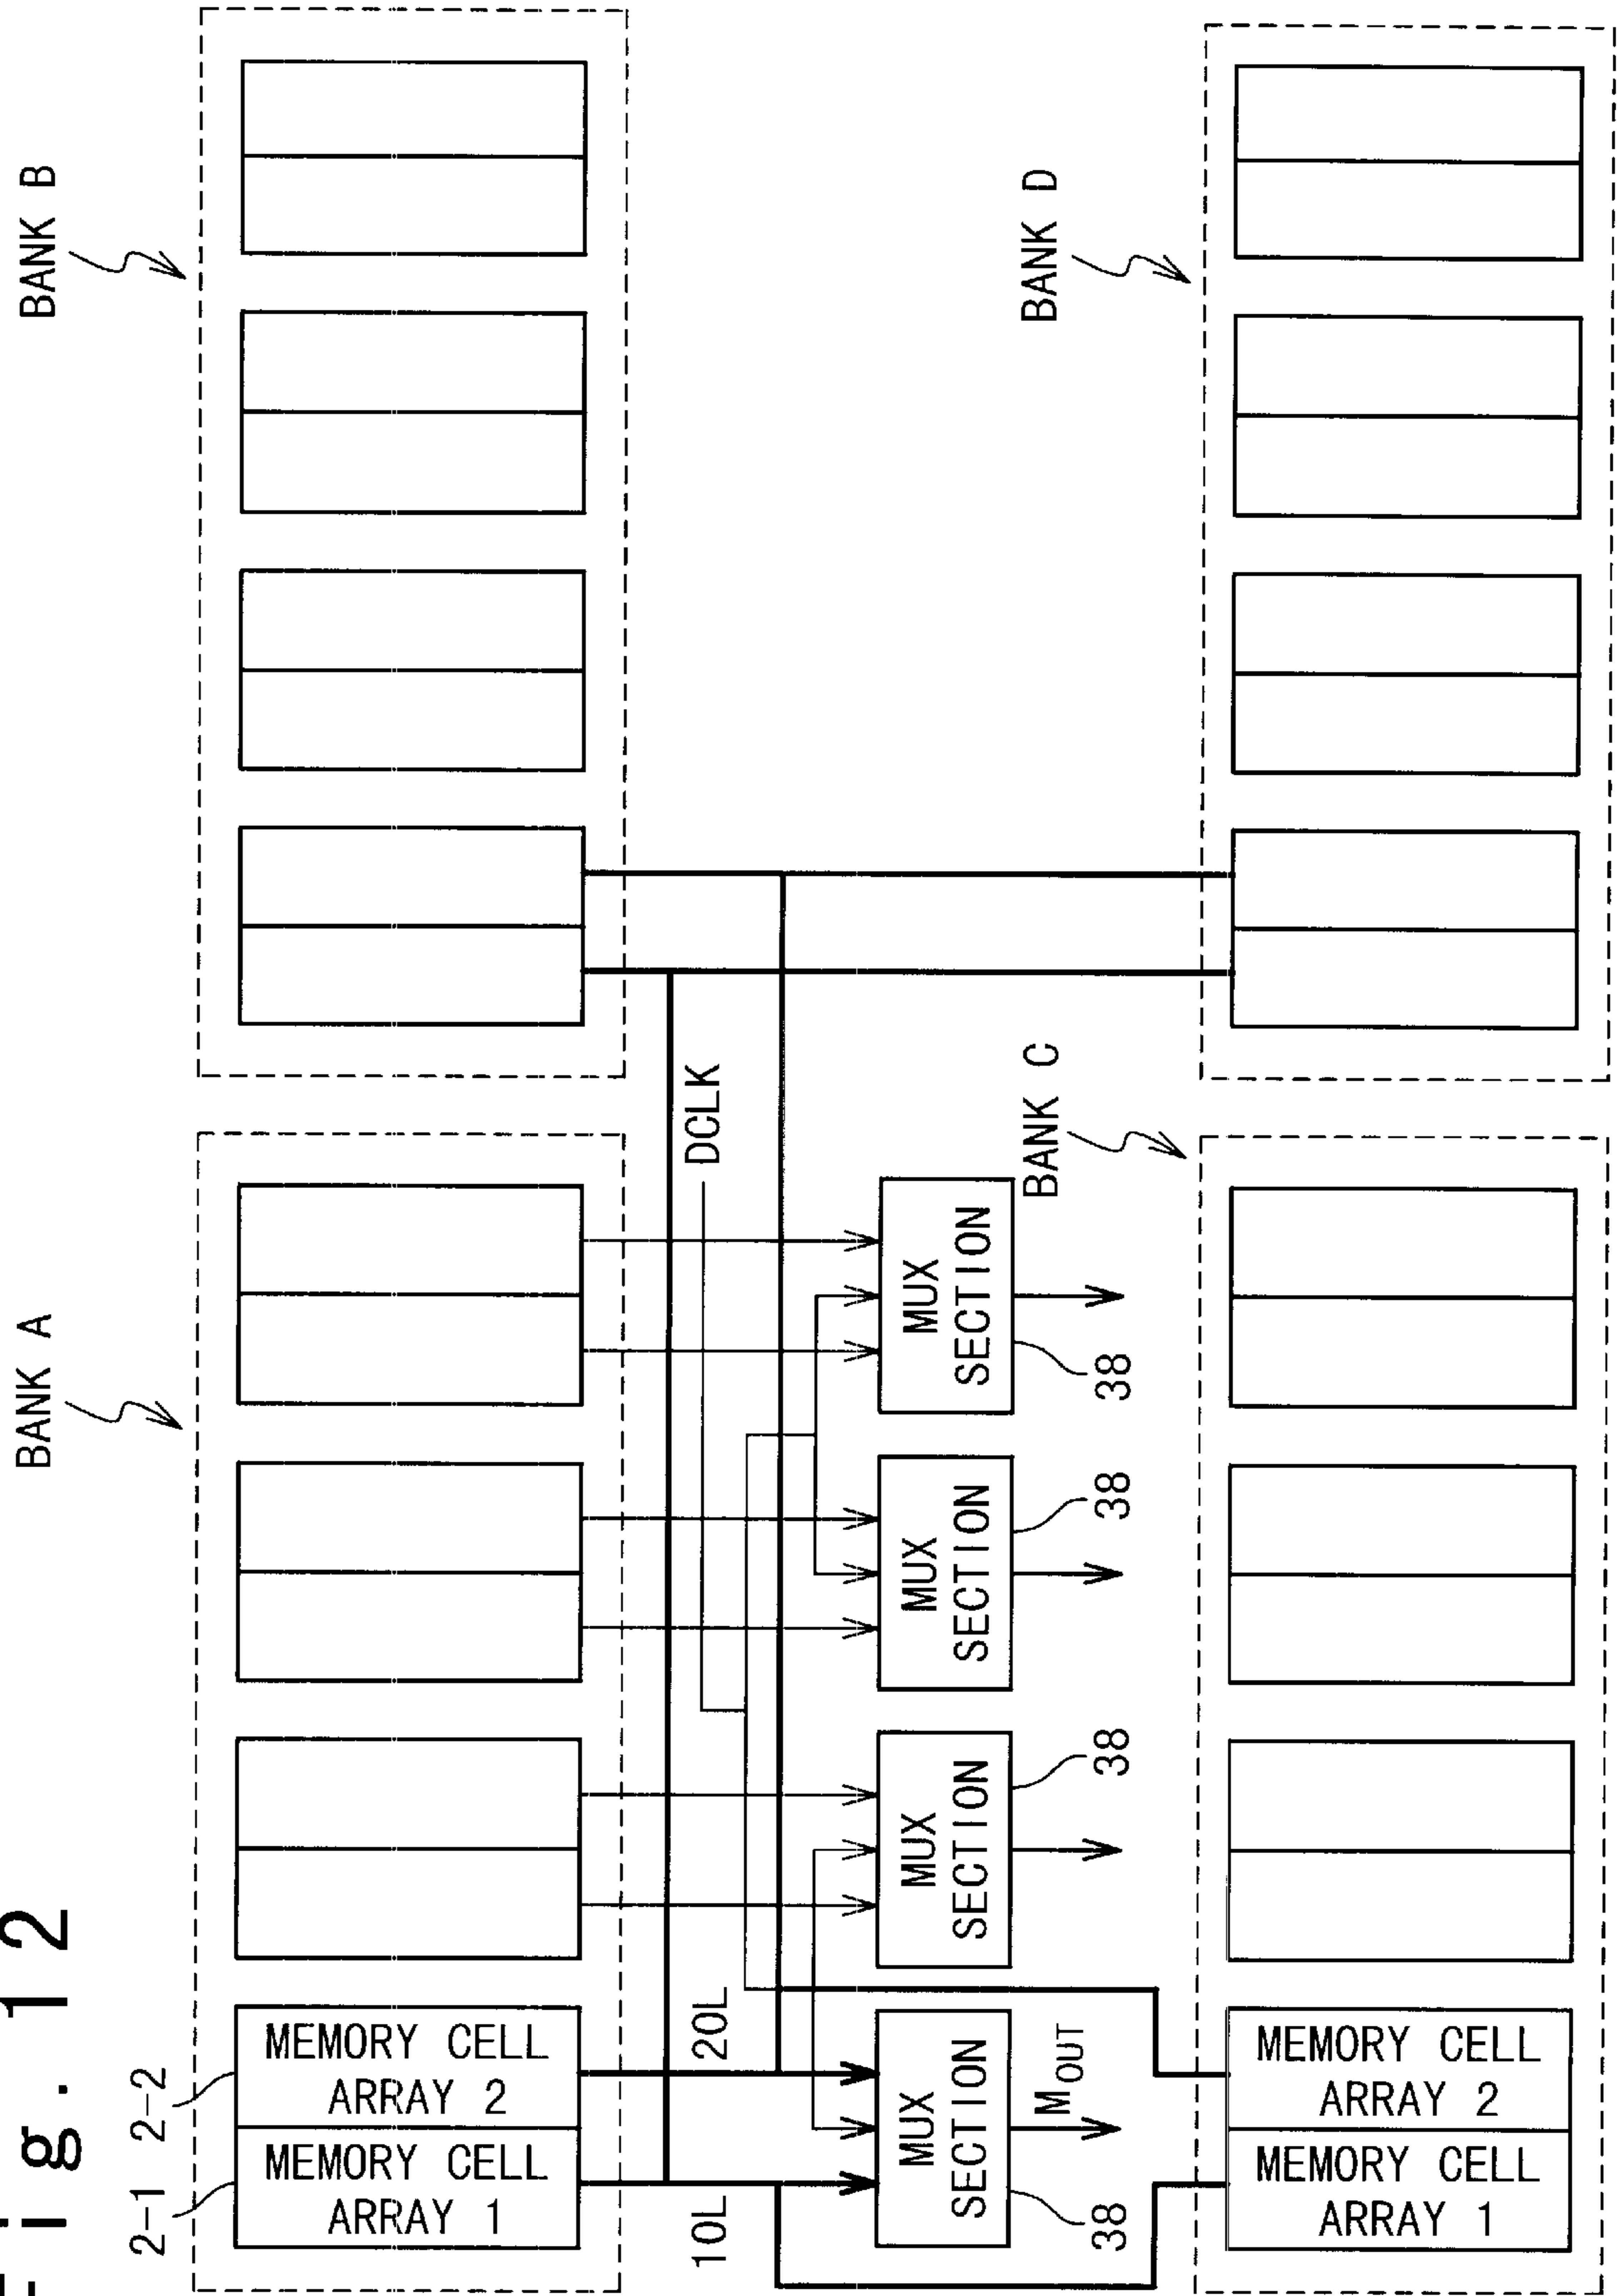 Fig. 12
BANK A
BANK B
2-1
2-2
MEMORY CELL
ARRAY 1
MEMORY CELL
ARRAY 2
10L
20L
DCLK
MUX
SECTION
38
MUX
SECTION
38
MUX
SECTION
38
MUX
SECTION
38
MOUT
BANK C
BANK D
MEMORY CELL
ARRAY 1
MEMORY CELL
ARRAY 2